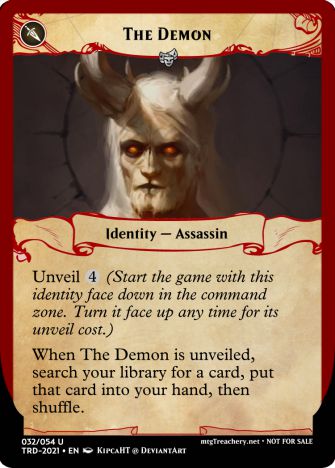 THE DEMON
Identity — Assassin
Unveil 4 (Start the game with this
identity face down in the command
zone. Turn it face up any time for its
unveil cost.)
When The Demon is unveiled,
search your library for a card, put
that card into your hand, then
shuffle.
032/054 U
mtgTreachery.net • NOT FOR SALE
TRD-2021 • EN KipcaHT @ DeviantArt